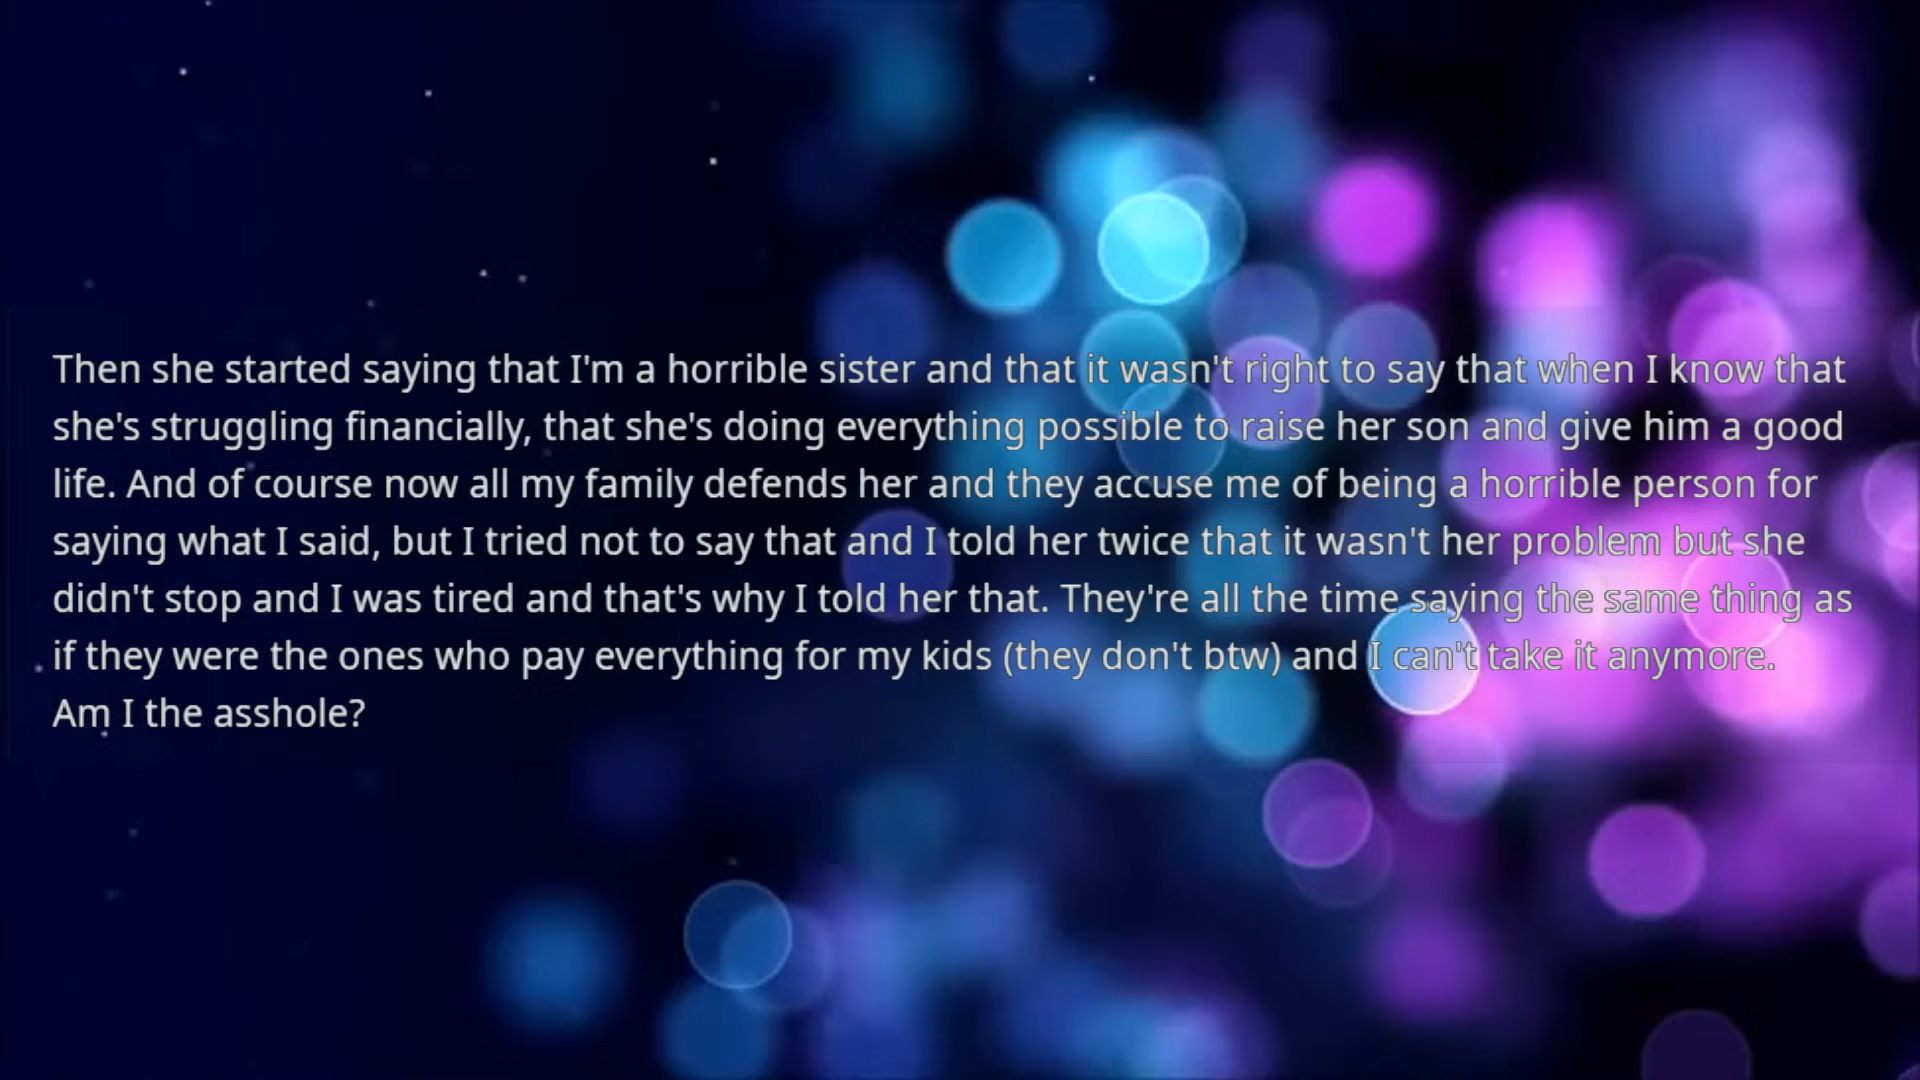 Then she started saying that I'm a horrible sister and that it wasn't right to say that when I know that
she's struggling financially, that she's doing everything possible to raise her son and give him a good
life. And of course now all my family defends her and they accuse me of being a horrible person for
saying what I said, but I tried not to say that and I told her twice that it wasn't her problem but she
didn't stop and I was tired and that's why I told her that. They're all the time saying the same thing as
if they were the ones who pay everything for my kids (they don't btw) and I can't take it anymore.
Am I the asshole?